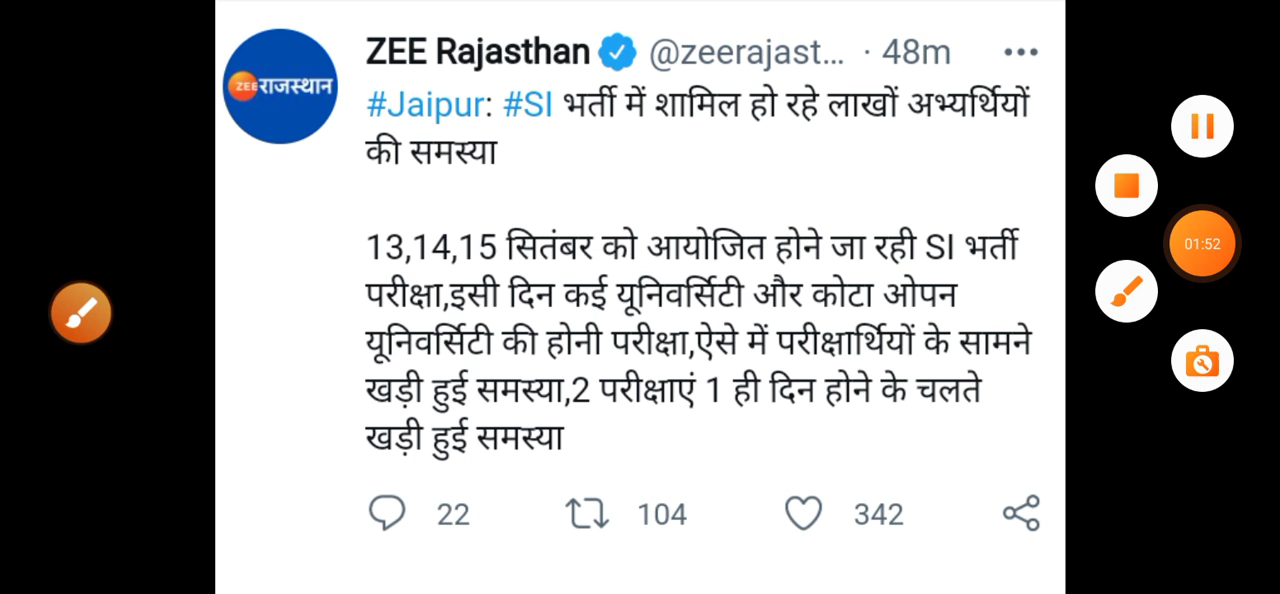 ZEE राजस्थान
ZEE Rajasthan @zeerajast... · 48m
#Jaipur: #SI भर्ती में शामिल हो रहे लाखों अभ्यर्थियों
की समस्या
13,14,15 सितंबर को आयोजित होने जा रही SI भर्ती
परीक्षा,इसी दिन कई यूनिवर्सिटी और कोटा ओपन
यूनिवर्सिटी की होनी परीक्षा,ऐसे में परीक्षार्थियों के सामने
खड़ी हुई समस्या,2 परीक्षाएं 1 ही दिन होने के चलते
खड़ी हुई समस्या
22 104 342
01:52